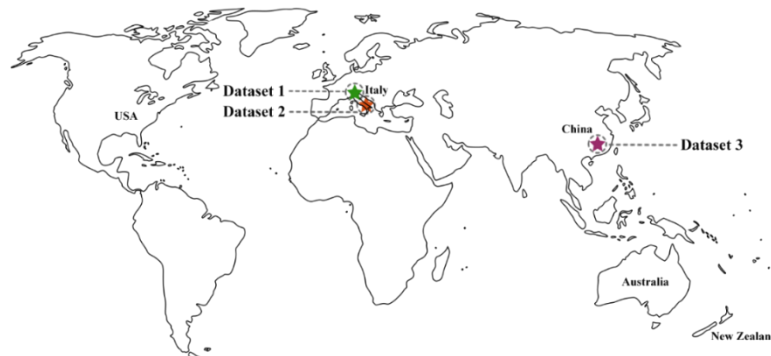 Dataset 1
Italy
Dataset 2
USA
China
Dataset 3
Australia
New Zealan